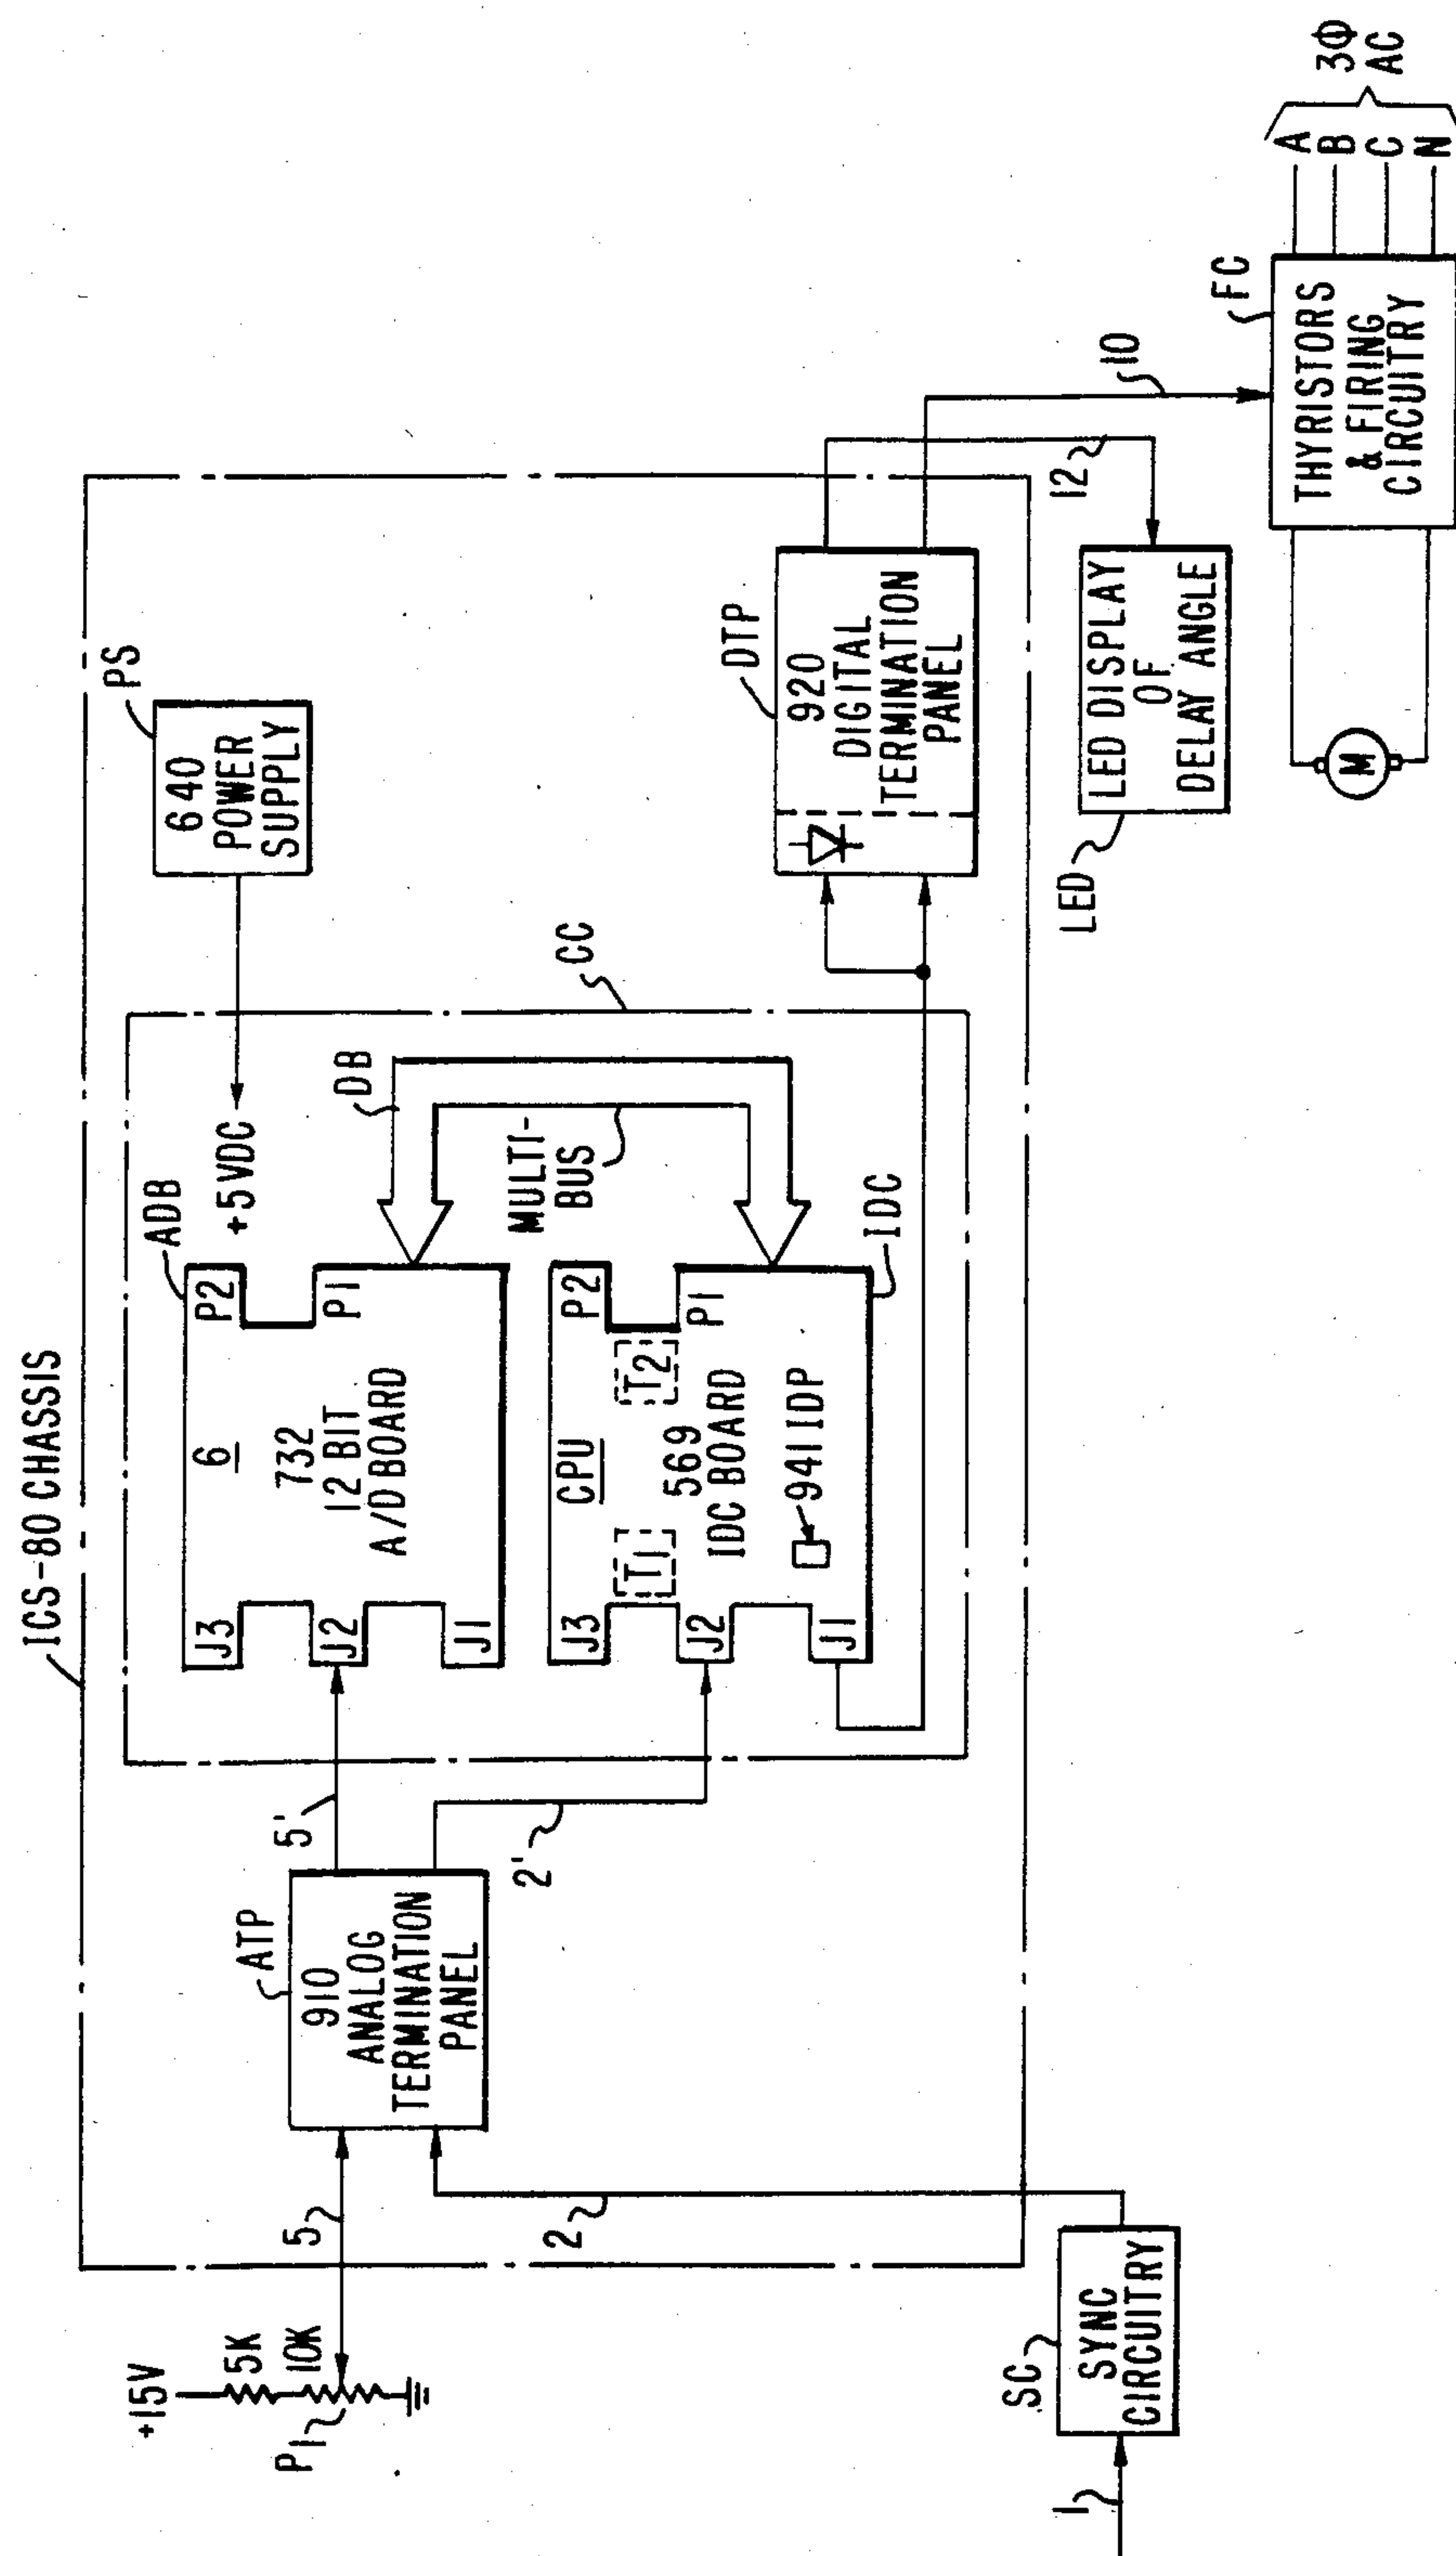 ICS-80 CHASSIS
+15V
5K
10K
P1
5
2
ATP
910
ANALOG
TERMINATION
PANEL
5'
2'
ADB
J3
J2
J1
6
732
12 BIT
A/D BOARD
P2
P1
J3
J2
J1
CPU
T1
T2
569
IDC BOARD
941 IDP
P2
P1
IDC
+5VDC
DB
MULTI-
BUS
CC
PS
640
POWER
SUPPLY
DTP
920
DIGITAL
TERMINATION
PANEL
1
SC
SYNC
CIRCUITRY
LED
LED DISPLAY
OF
DELAY ANGLE
12
10
FC
THYRISTORS
& FIRING
CIRCUITRY
M
A
B
C
N
3Φ
AC